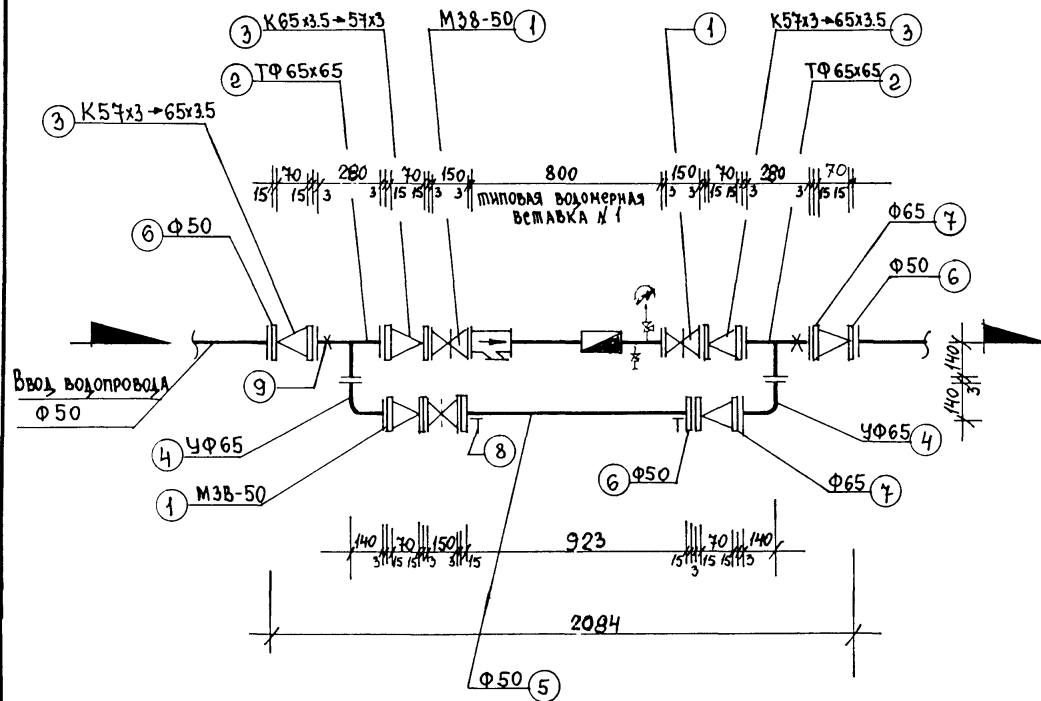 К65х3.5→57х3
3
М38-50
1
1
К57х3→65х3.5
3
2
ТФ65х65
ТФ65х65
2
3
К57х3→65х3.5
70 280 70 150 800 150 70 280 70
15 15 3 3 15 15 3 3 3 3 15 15 3 3 15 15
ТИПОВАЯ ВОДОМЕРНАЯ
ВСТАВКА №1
6
Ф50
Ф65
7
Ф50
6
ВВОД ВОДОПРОВОДА
Ф50
9
140
3
140
4
УФ65
8
УФ65
4
1
М3В-50
6
Ф50
Ф65
7
140 70 150 923 70 140
3 15 15 3 3 15 15 3 15 15 3
2084
Ф50
5